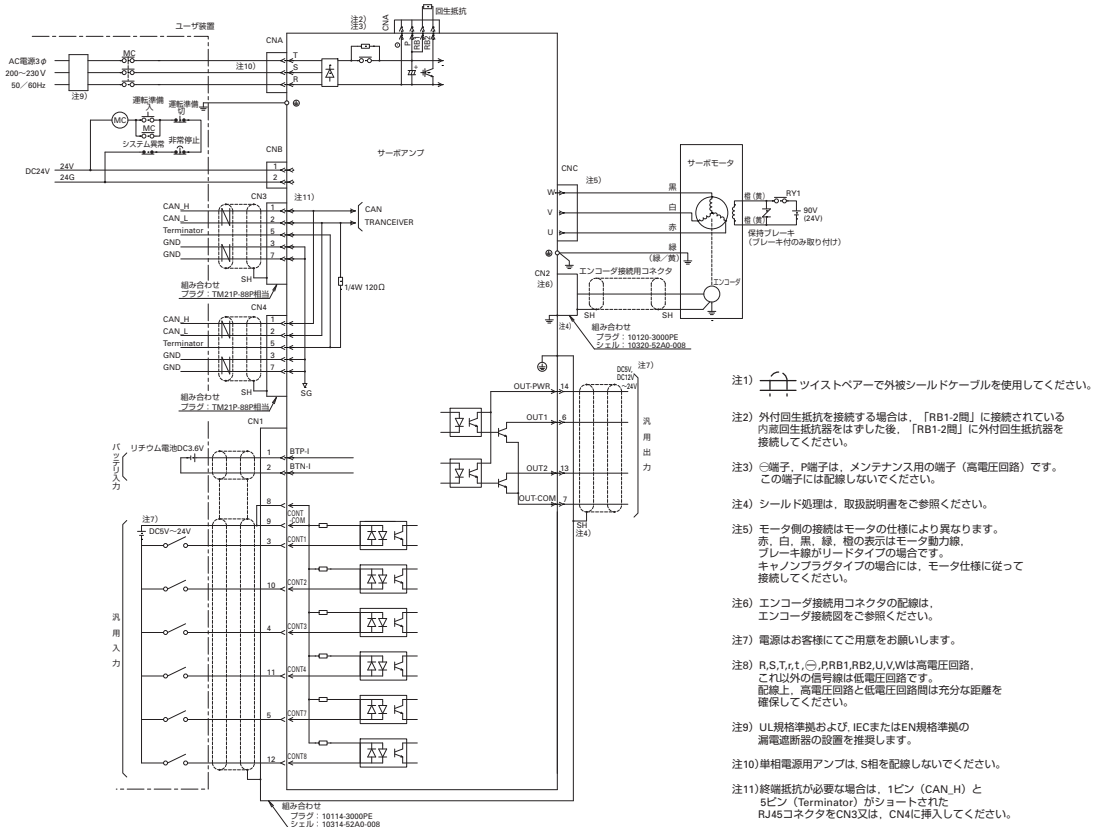 ユーザ装置
注2)
注3)
CNA
回生抵抗
P
RB1
RB2
CNA
AC電源3φ
200～230V
50／60Hz
MC
注9)
注10)
T
S
R
運転準備
入
運転準備
切
MC
MC
システム異常
非常停止
DC24V
24V
24G
CNB
1
2
サーボアンプ
CN3
注11)
CAN_H
CAN_L
Terminator
GND
GND
1
2
5
3
7
SH
CAN
TRANCEIVER
組み合わせ
プラグ：TM21P-88P相当
1/4W 120Ω
CN4
CAN_H
CAN_L
Terminator
GND
GND
1
2
5
3
7
SH
SG
組み合わせ
プラグ：TM21P-88P相当
CN1
バッテリ入力
リチウム電池DC3.6V
1 BTP-I
2 BTN-I
8
CONT
-COM
9
注7)
DC5V～24V
汎用入力
3 CONT1
10 CONT2
4 CONT3
11 CONT4
5 CONT7
12 CONT8
組み合わせ
プラグ：10114-3000PE
シェル：10314-52A0-008
CNC
注5)
W
V
U
黒
白
赤
緑
(緑／黄)
サーボモータ
橙(黄)
橙(黄)
RY1
90V
(24V)
保持ブレーキ
(ブレーキ付のみ取り付け)
CN2
注6)
エンコーダ接続用コネクタ
エンコーダ
SH
SH
注4)
組み合わせ
プラグ：10120-3000PE
シェル：10320-52A0-008
注7)
DC5V,
DC12V
～24V
OUT-PWR 14
OUT1 6
OUT2 13
OUT-COM 7
汎用出力
SH
注4)
注1) ツイストペアーで外被シールドケーブルを使用してください。
注2) 外付回生抵抗を接続する場合は，「RB1-2間」に接続されている
内蔵回生抵抗器をはずした後，「RB1-2間」に外付回生抵抗器を
接続してください。
注3) ⊖端子，P端子は，メンテナンス用の端子（高電圧回路）です。
この端子には配線しないでください。
注4) シールド処理は，取扱説明書をご参照ください。
注5) モータ側の接続はモータの仕様により異なります。
赤，白，黒，緑，橙の表示はモータ動力線，
ブレーキ線がリードタイプの場合です。
キャノンプラグタイプの場合には，モータ仕様に従って
接続してください。
注6) エンコーダ接続用コネクタの配線は，
エンコーダ接続図をご参照ください。
注7) 電源はお客様にてご用意をお願いします。
注8) R,S,T,r,t,⊖,P,RB1,RB2,U,V,Wは高電圧回路，
これ以外の信号線は低電圧回路です。
配線上，高電圧回路と低電圧回路間は充分な距離を
確保してください。
注9) UL規格準拠および，IECまたはEN規格準拠の
漏電遮断器の設置を推奨します。
注10)単相電源用アンプは，S相を配線しないでください。
注11)終端抵抗が必要な場合は，1ピン（CAN_H）と
5ピン（Terminator）がショートされた
RJ45コネクタをCN3又は，CN4に挿入してください。